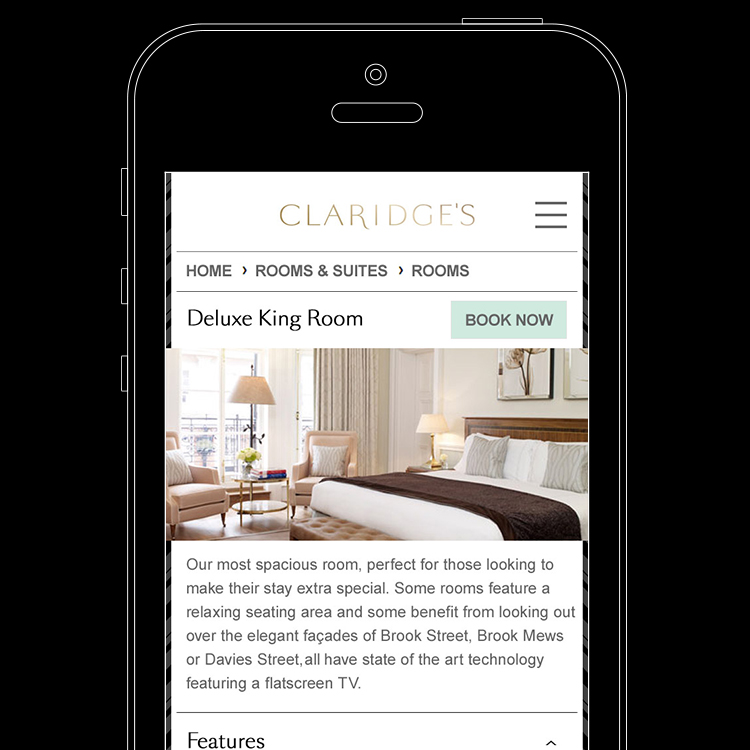 CLARIDGE'S
HOME › ROOMS & SUITES › ROOMS
Deluxe King Room
BOOK NOW
Our most spacious room, perfect for those looking to
make their stay extra special. Some rooms feature a
relaxing seating area and some benefit from looking out
over the elegant façades of Brook Street, Brook Mews
or Davies Street,all have state of the art technology
featuring a flatscreen TV.
Features